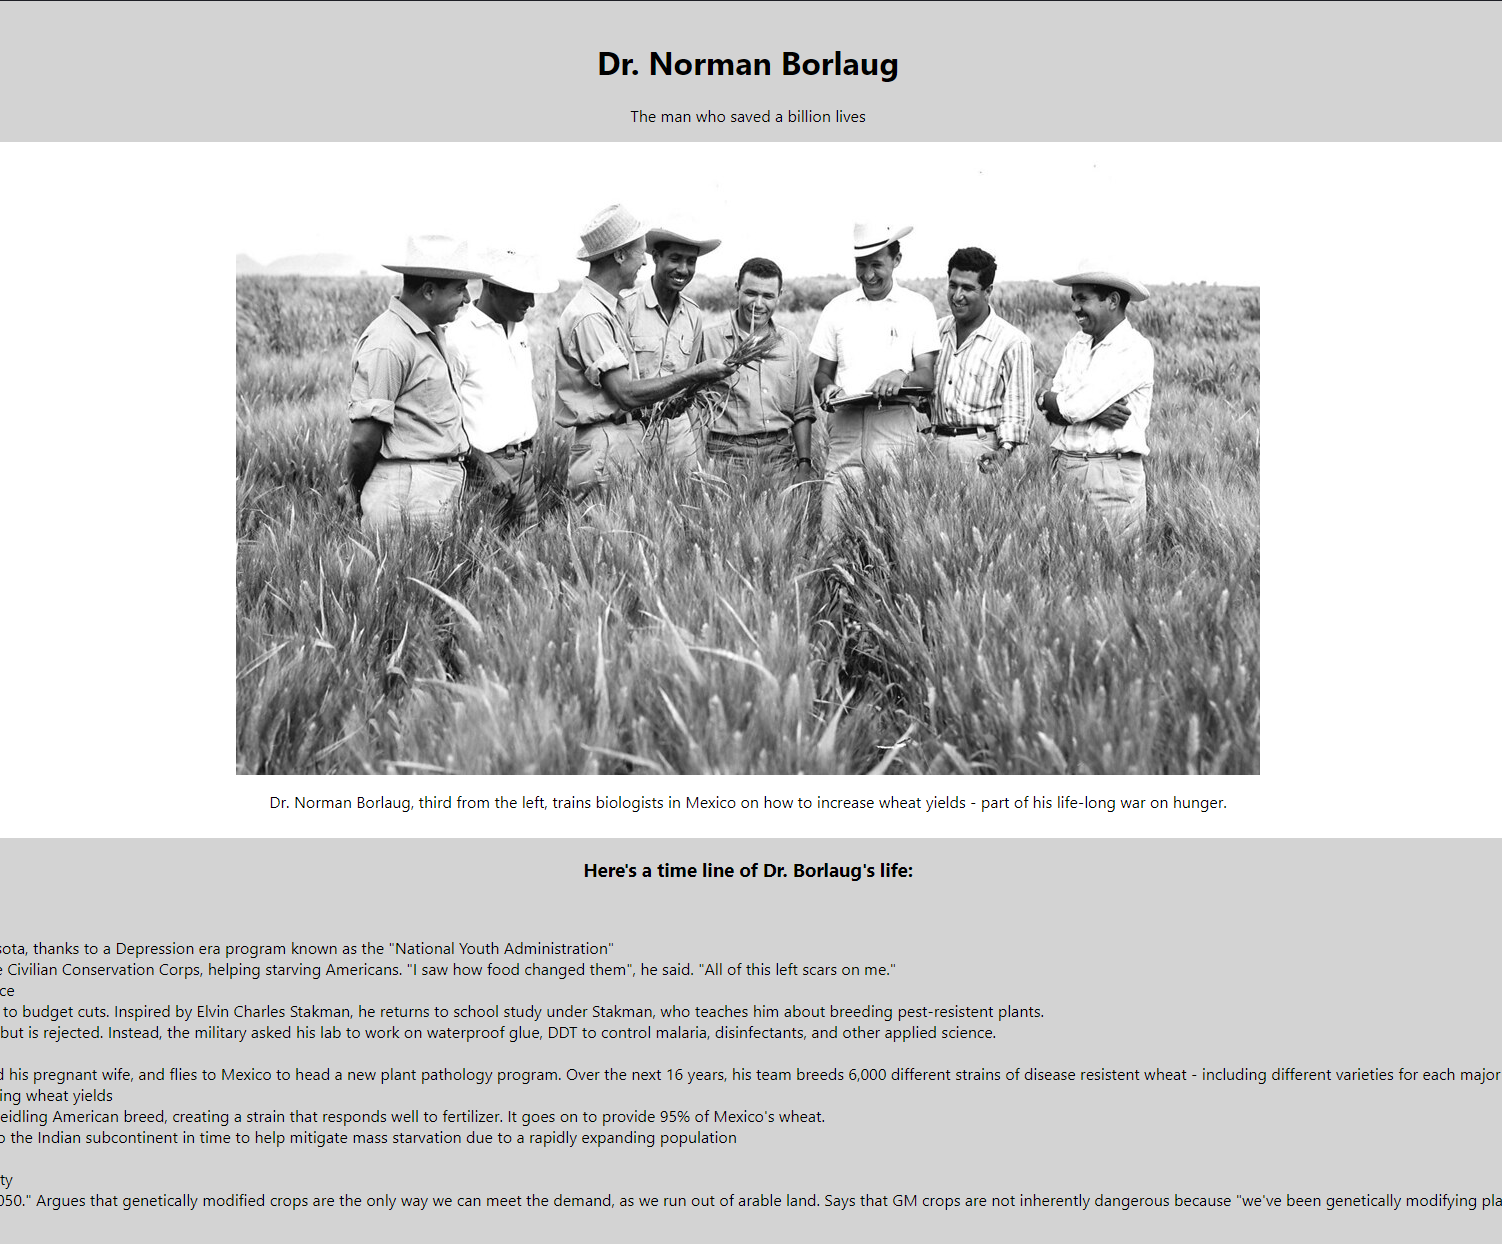 Dr. Norman Borlaug
The man who saved a billion lives
Dr. Norman Borlaug, third from the left, trains biologists in Mexico on how to increase wheat yields - part of his life-long war on hunger.
Here's a time line of Dr. Borlaug's life:
sota, thanks to a Depression era program known as the "National Youth Administration"
e Civilian Conservation Corps, helping starving Americans. "I saw how food changed them", he said. "All of this left scars on me."
ce
to budget cuts. Inspired by Elvin Charles Stakman, he returns to school study under Stakman, who teaches him about breeding pest-resistent plants.
but is rejected. Instead, the military asked his lab to work on waterproof glue, DDT to control malaria, disinfectants, and other applied science.
d his pregnant wife, and flies to Mexico to head a new plant pathology program. Over the next 16 years, his team breeds 6,000 different strains of disease resistent wheat - including different varieties for each major
ing wheat yields
eidling American breed, creating a strain that responds well to fertilizer. It goes on to provide 95% of Mexico's wheat.
o the Indian subcontinent in time to help mitigate mass starvation due to a rapidly expanding population
ty
050." Argues that genetically modified crops are the only way we can meet the demand, as we run out of arable land. Says that GM crops are not inherently dangerous because "we've been genetically modifying pla